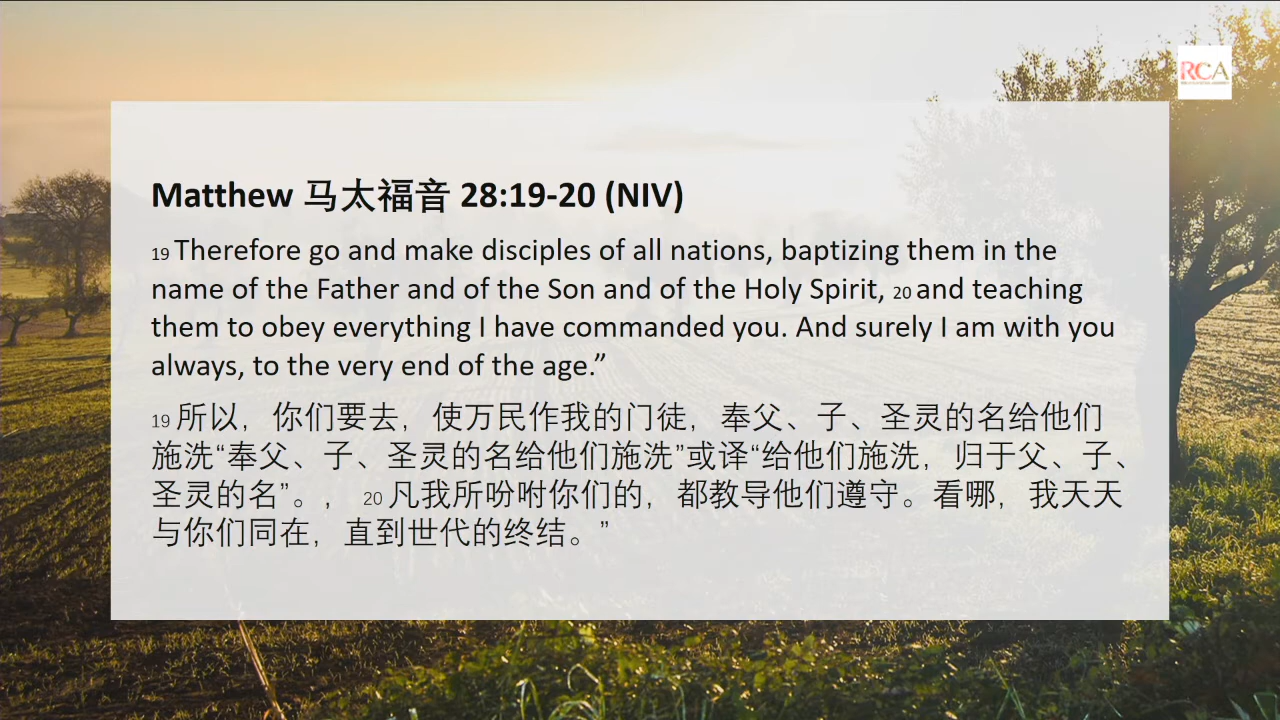 RCA
Matthew 马太福音 28:19-20 (NIV)
19 Therefore go and make disciples of all nations, baptizing them in the
name of the Father and of the Son and of the Holy Spirit, 20 and teaching
them to obey everything I have commanded you. And surely I am with you
always, to the very end of the age.”
19 所以，你们要去，使万民作我的门徒，奉父、子、圣灵的名给他们
施洗“奉父、子、圣灵的名给他们施洗”或译“给他们施洗，归于父、子、
圣灵的名”。， 20 凡我所吩咐你们的，都教导他们遵守。看哪，我天天
与你们同在，直到世代的终结。”